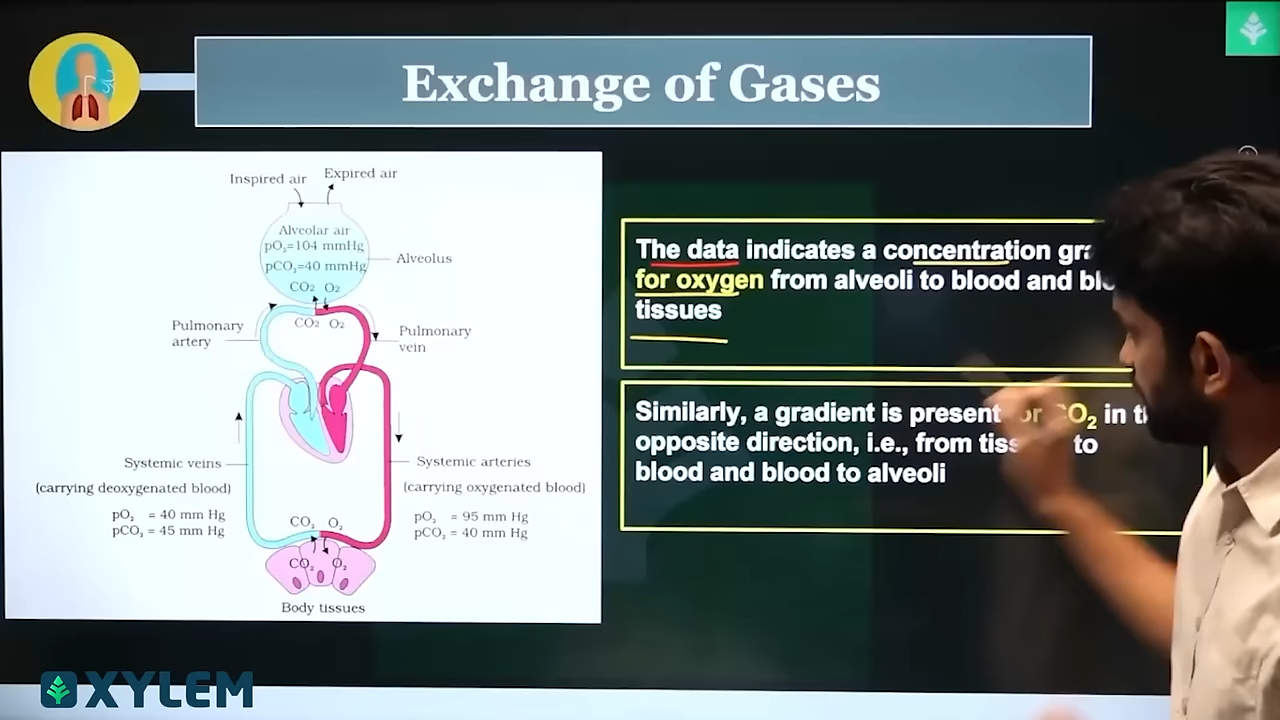 Exchange of Gases
Inspired air
Expired air
Alveolar air
pO₂=104 mmHg
pCO₂=40 mmHg
Alveolus
CO₂ O₂
CO₂ O₂
Pulmonary
artery
Pulmonary
vein
Systemic veins
(carrying deoxygenated blood)
pO₂ = 40 mm Hg
pCO₂ = 45 mm Hg
Systemic arteries
(carrying oxygenated blood)
pO₂ = 95 mm Hg
pCO₂ = 40 mm Hg
CO₂ O₂
CO₂ O₂
Body tissues
The data indicates a concentration
for oxygen from alveoli to blood and
tissues
Similarly, a gradient is present CO₂ in
opposite direction, i.e., from to
blood and blood to alveoli
XYLEM